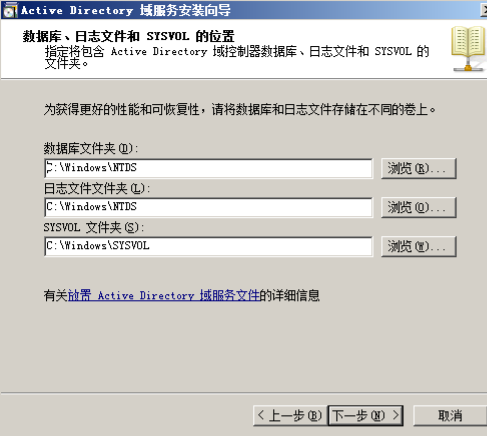 Active Directory 域服务安装向导
数据库、日志文件和 SYSVOL 的位置
指定将包含 Active Directory 域控制器数据库、日志文件和 SYSVOL 的
文件夹。
为获得更好的性能和可恢复性，请将数据库和日志文件存储在不同的卷上。
数据库文件夹(D):
C:\Windows\NTDS 浏览(R)...
日志文件文件夹(L):
C:\Windows\NTDS 浏览(O)...
SYSVOL 文件夹(S):
C:\Windows\SYSVOL 浏览(W)...
有关放置 Active Directory 域服务文件的详细信息
< 上一步(B) 下一步(N) > 取消